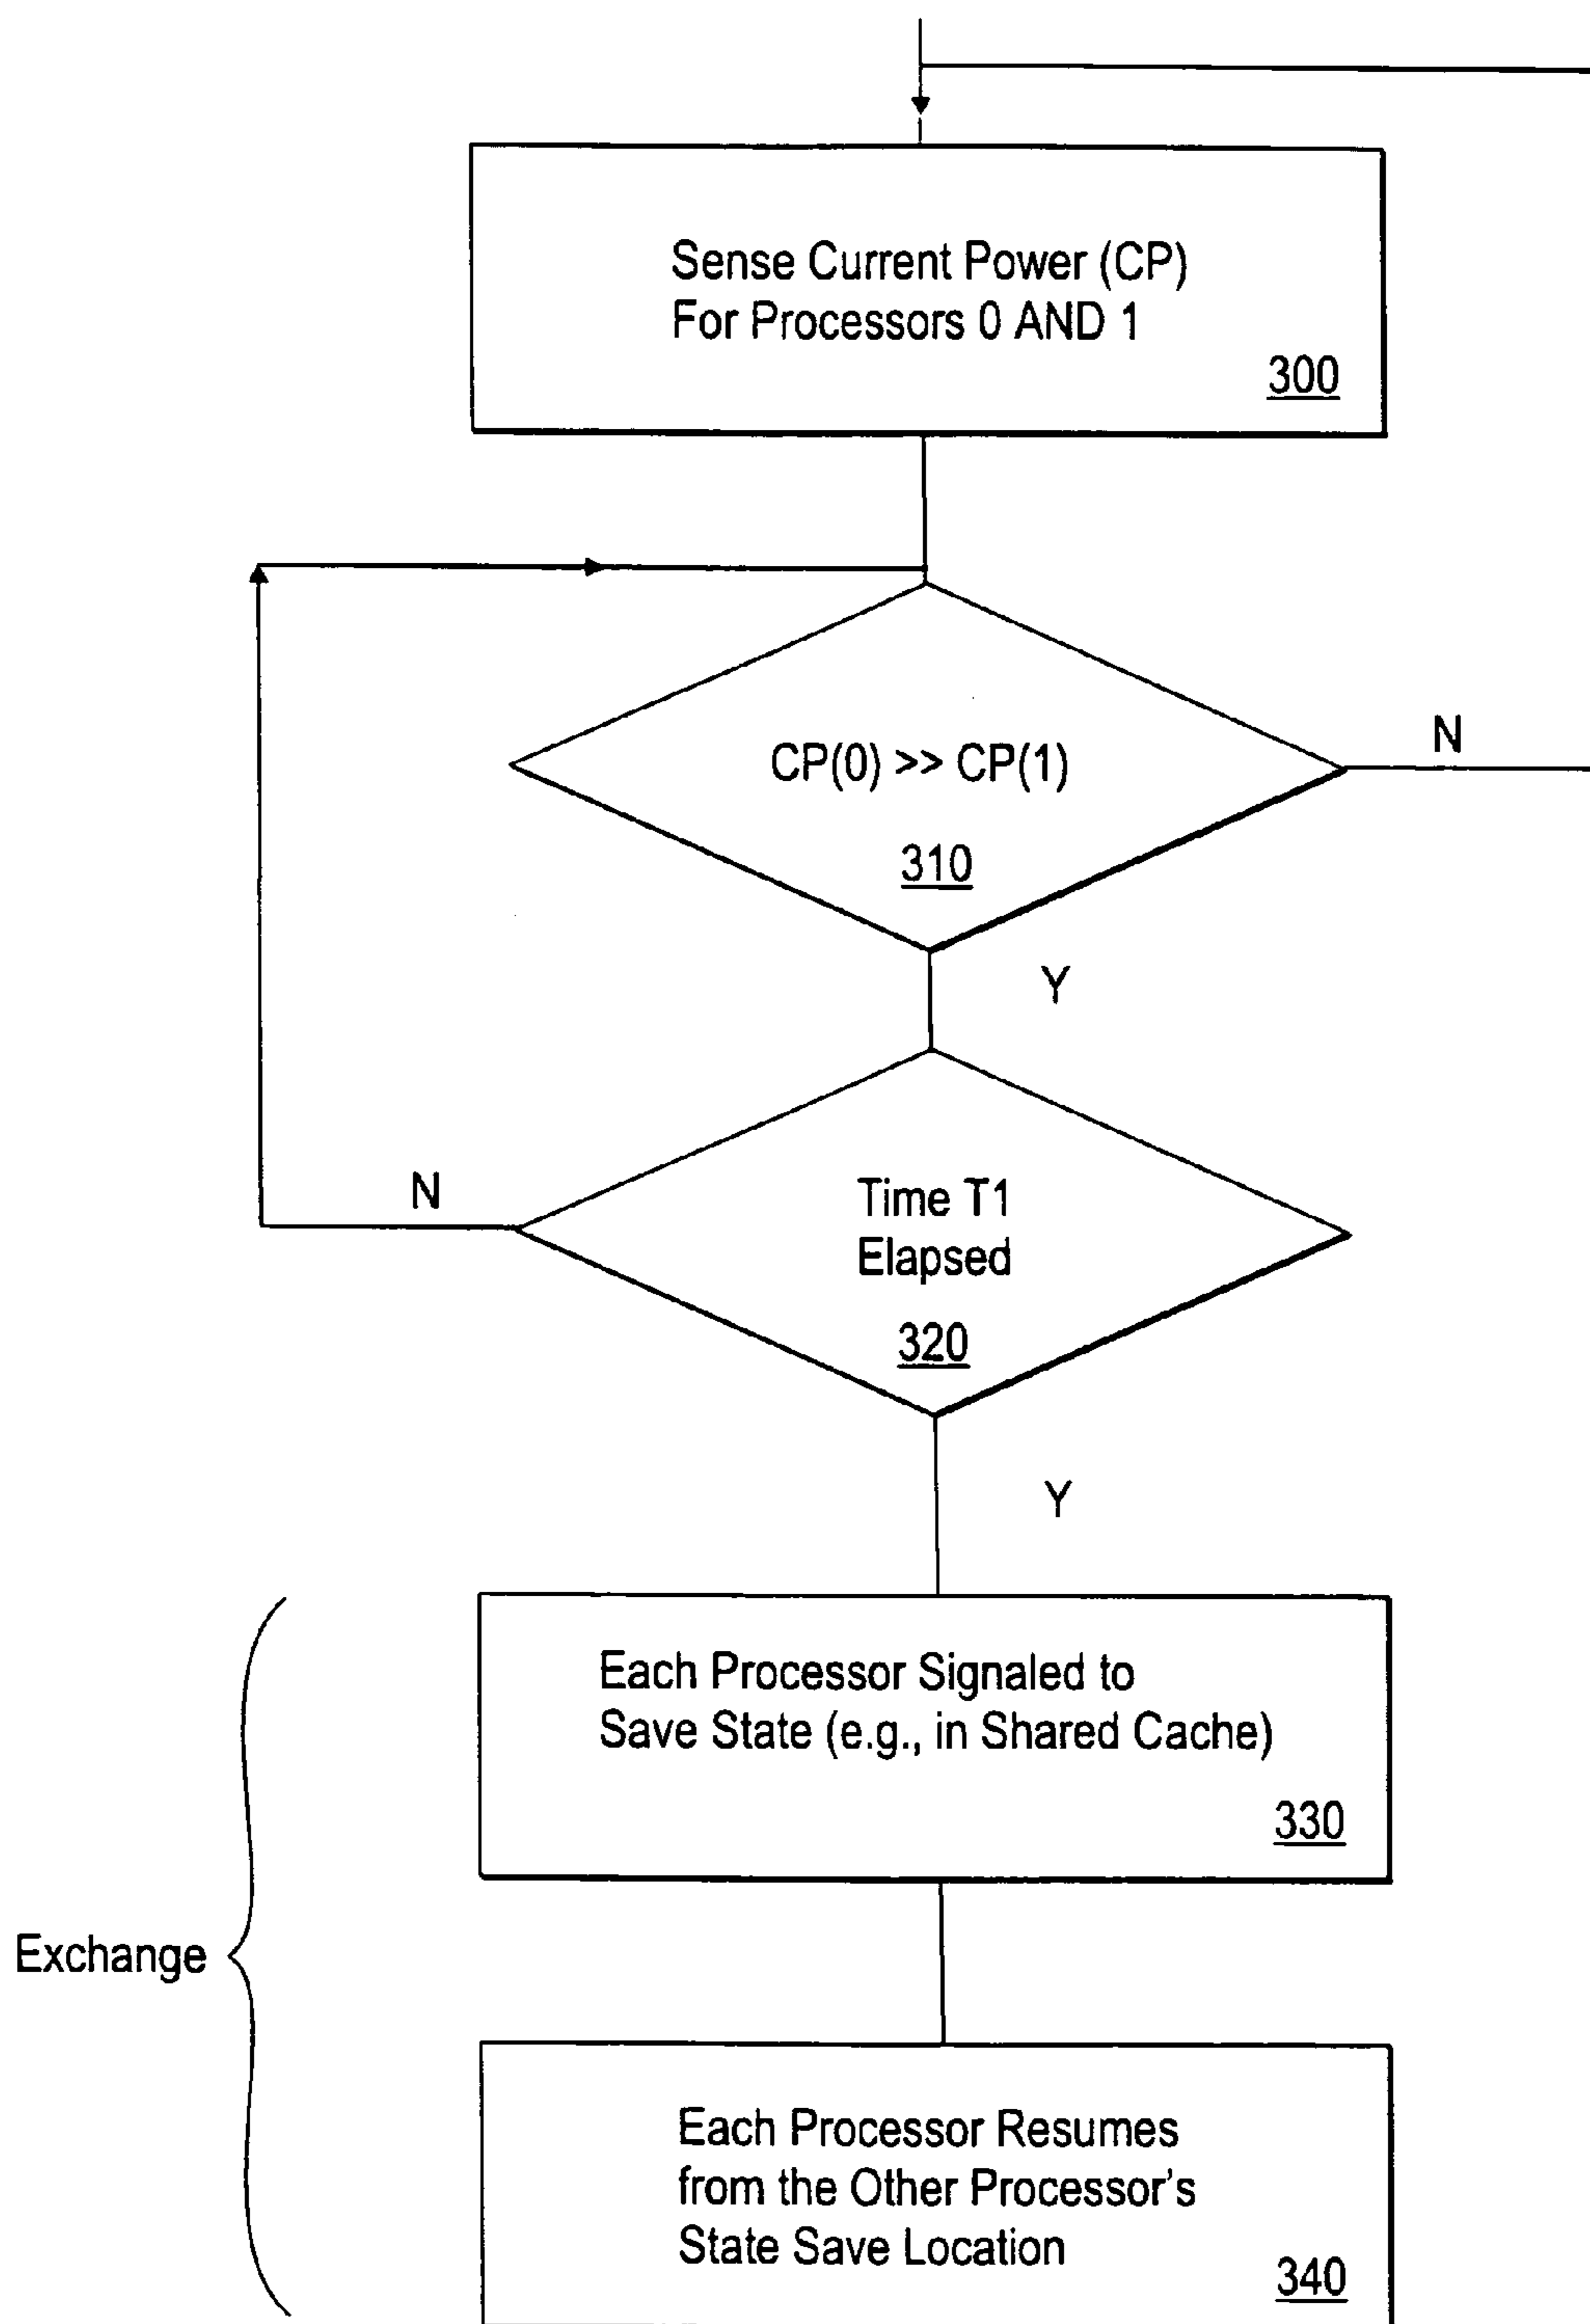 Sense Current Power (CP)
For Processors 0 AND 1
300
CP(0) >> CP(1)
N
310
Y
Time T1
Elapsed
N
320
Y
Each Processor Signaled to
Save State (e.g., in Shared Cache)
330
Exchange
Each Processor Resumes
from the Other Processor's
State Save Location
340